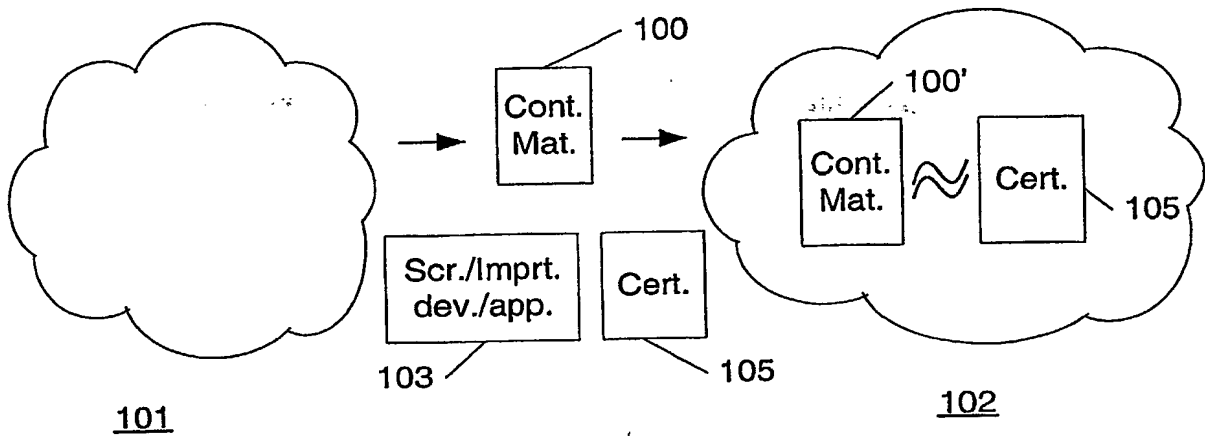 100
Cont.
Mat.
100'
Cont.
Mat.
Cert.
105
Scr./Imprt.
dev./app.
Cert.
103
105
101
102